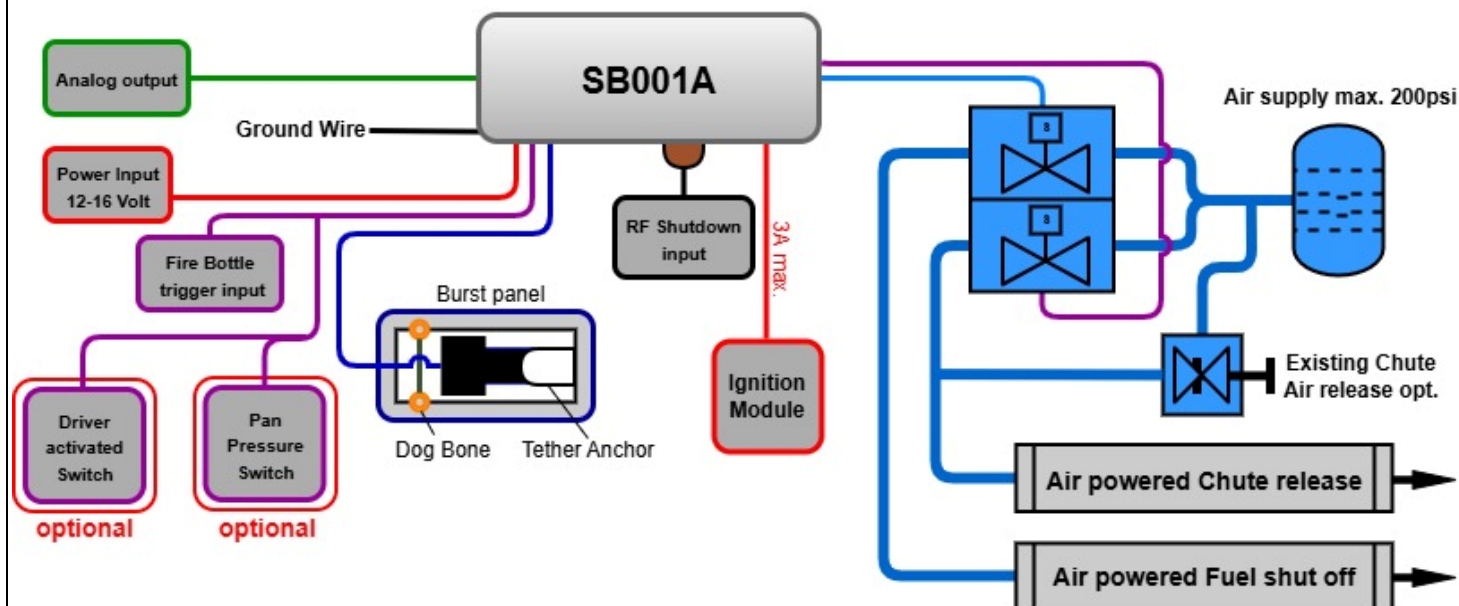 SB001A
Analog output
Ground Wire
Power Input
12-16 Volt
Fire Bottle
trigger input
RF Shutdown
input
3A max.
Air supply max. 200psi
8
8
Burst panel
Dog Bone
Tether Anchor
Ignition
Module
Existing Chute
Air release opt.
Driver
activated
Switch
optional
Pan
Pressure
Switch
optional
Air powered Chute release
Air powered Fuel shut off